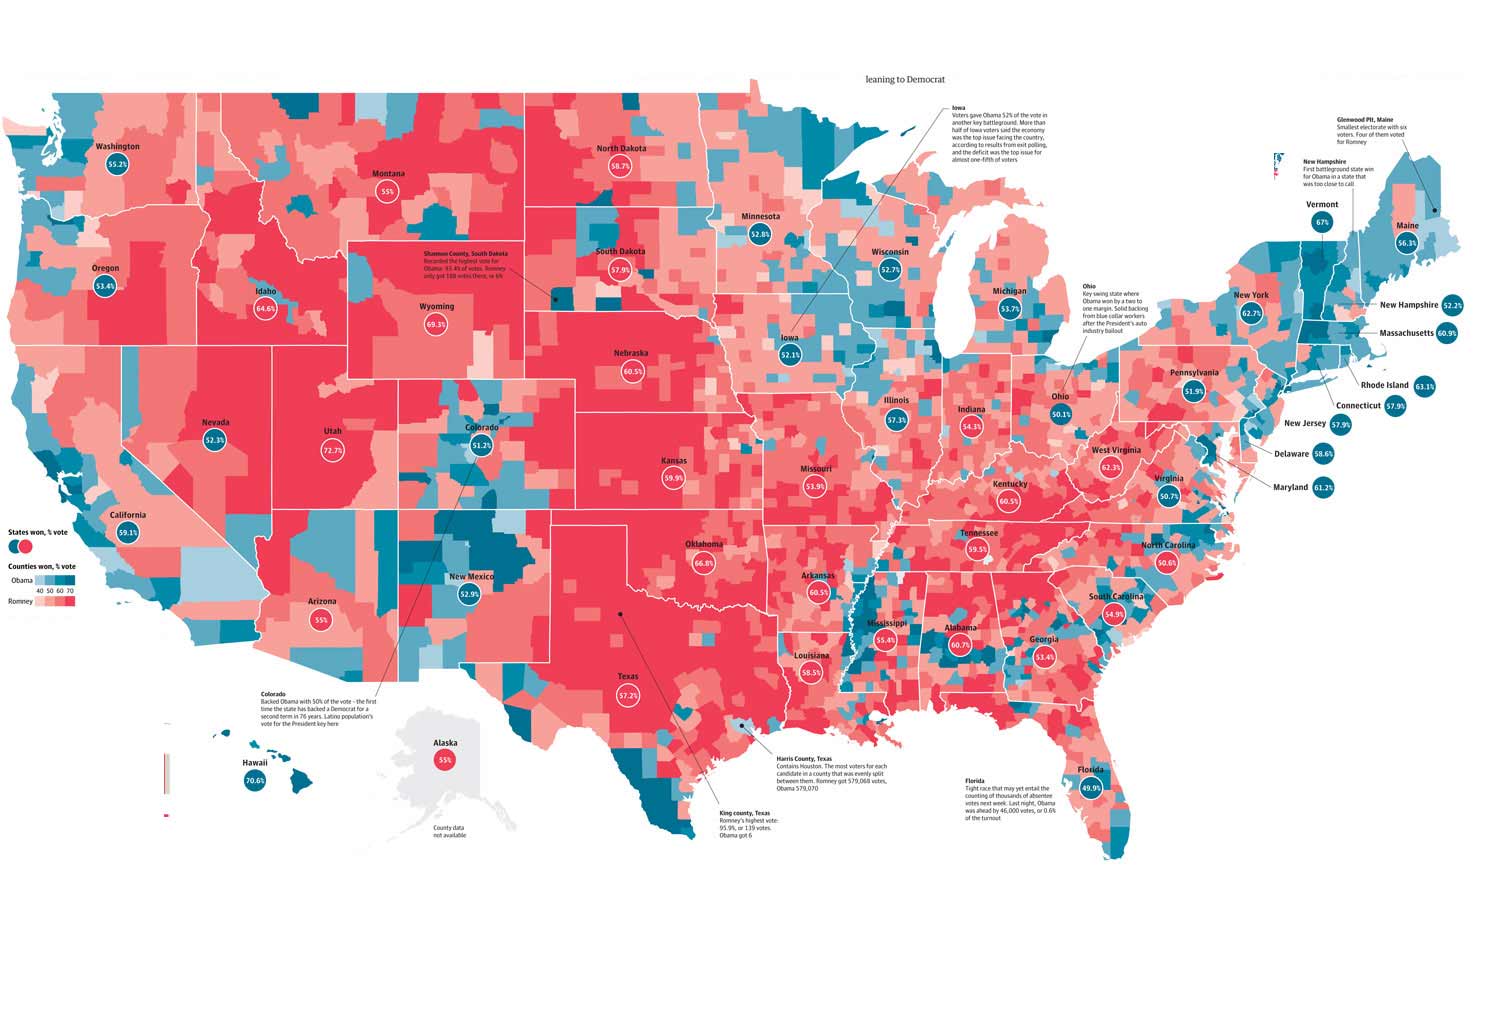 leaning to Democrat
Iowa
Voters gave Obama 52% of the vote in
another key battleground. More than
half of Iowa voters said the economy
was the top issue facing the country,
according to results from exit polling,
and the deficit was the top issue for
almost one-fifth of voters
Glenwood Plt, Maine
Smallest electorate with six
voters. Four of them voted
for Romney
New Hampshire
First battleground state win
for Obama in a state that
was too close to call
Washington
55.2%
Montana
55%
North Dakota
58.7%
Minnesota
52.8%
Wisconsin
52.7%
Vermont
67%
Maine
56.3%
Oregon
53.4%
Idaho
64.6%
Shannon County, South Dakota
Recorded the highest vote for
Obama: 93.4% of votes. Romney
only got 188 votes there, or 6%
South Dakota
57.9%
Wyoming
69.3%
Michigan
53.7%
Ohio
Key swing state where
Obama won by a two to
one margin. Solid backing
from blue collar workers
after the President's auto
industry bailout
New York
62.7%
New Hampshire 52.2%
Massachusetts 60.9%
Nebraska
60.5%
Iowa
52.1%
Pennsylvania
51.9%
Rhode Island 63.1%
Connecticut 57.9%
New Jersey 57.9%
Delaware 58.6%
Maryland 61.2%
Nevada
52.3%
Utah
72.7%
Colorado
51.2%
Kansas
59.9%
Missouri
53.9%
Illinois
57.3%
Indiana
54.3%
Ohio
50.1%
West Virginia
62.3%
Virginia
50.7%
Kentucky
60.5%
California
59.1%
States won, % vote
Counties won, % vote
Obama
40 50 60 70
Romney
Arizona
55%
New Mexico
52.9%
Oklahoma
66.8%
Arkansas
60.5%
Tennessee
59.5%
North Carolina
50.6%
South Carolina
54.9%
Mississippi
55.4%
Alabama
60.7%
Georgia
53.4%
Louisiana
58.5%
Texas
57.2%
Colorado
Backed Obama with 50% of the vote - the first
time the state has backed a Democrat for a
second term in 76 years. Latino population's
vote for the President key here
Hawaii
70.6%
Alaska
55%
County data
not available
Harris County, Texas
Contains Houston. The most voters for each
candidate in a county that was evenly split
between them. Romney got 579,068 votes,
Obama 579,070
King county, Texas
Romney's highest vote:
95.9%, or 139 votes.
Obama got 6
Florida
Tight race that may yet entail the
counting of thousands of absentee
votes next week. Last night, Obama
was ahead by 46,000 votes, or 0.6%
of the turnout
Florida
49.9%